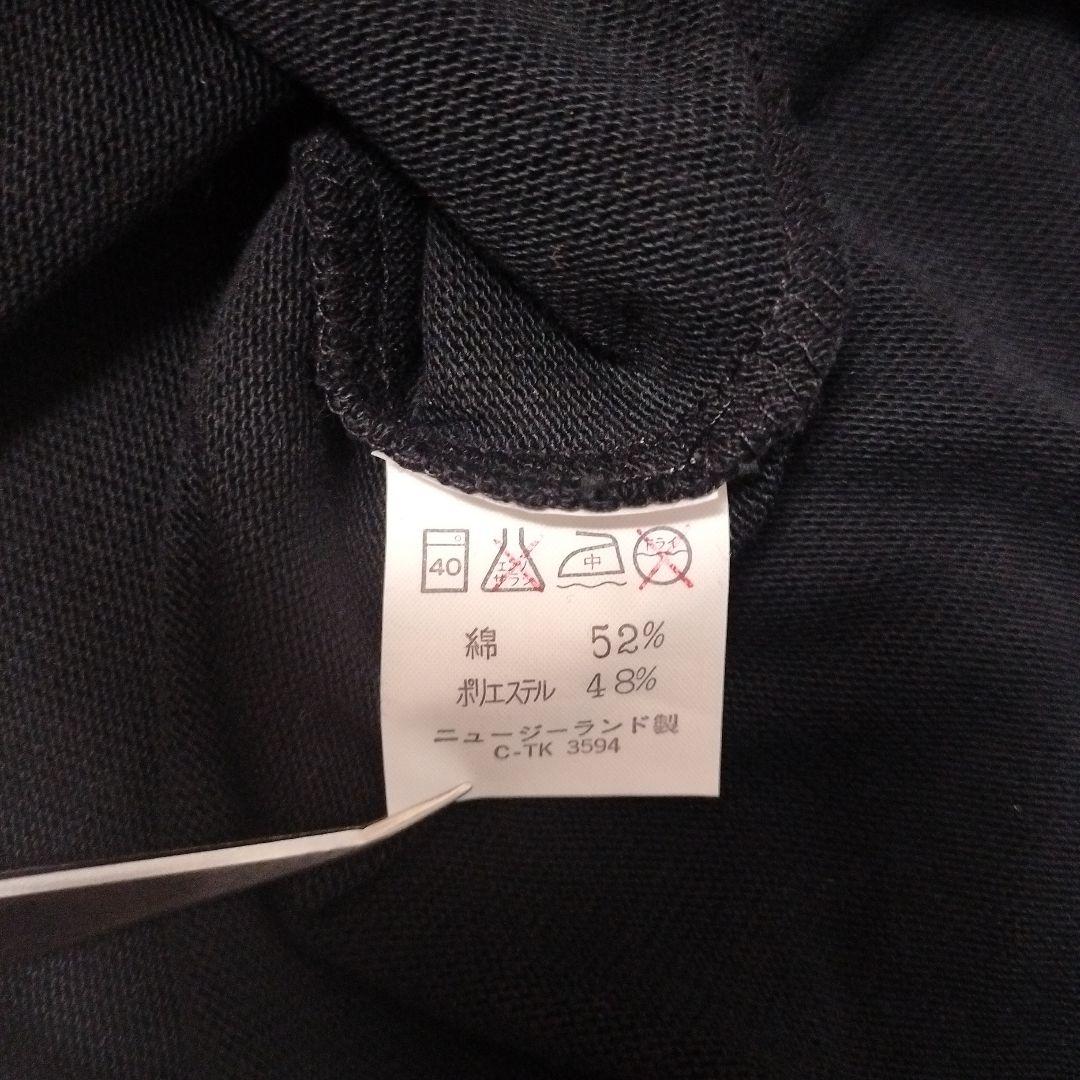 40 エンソ サラシ 中 ドライ
綿 52%
ポリエステル 48%
ニュージーランド製
C-TK 3594